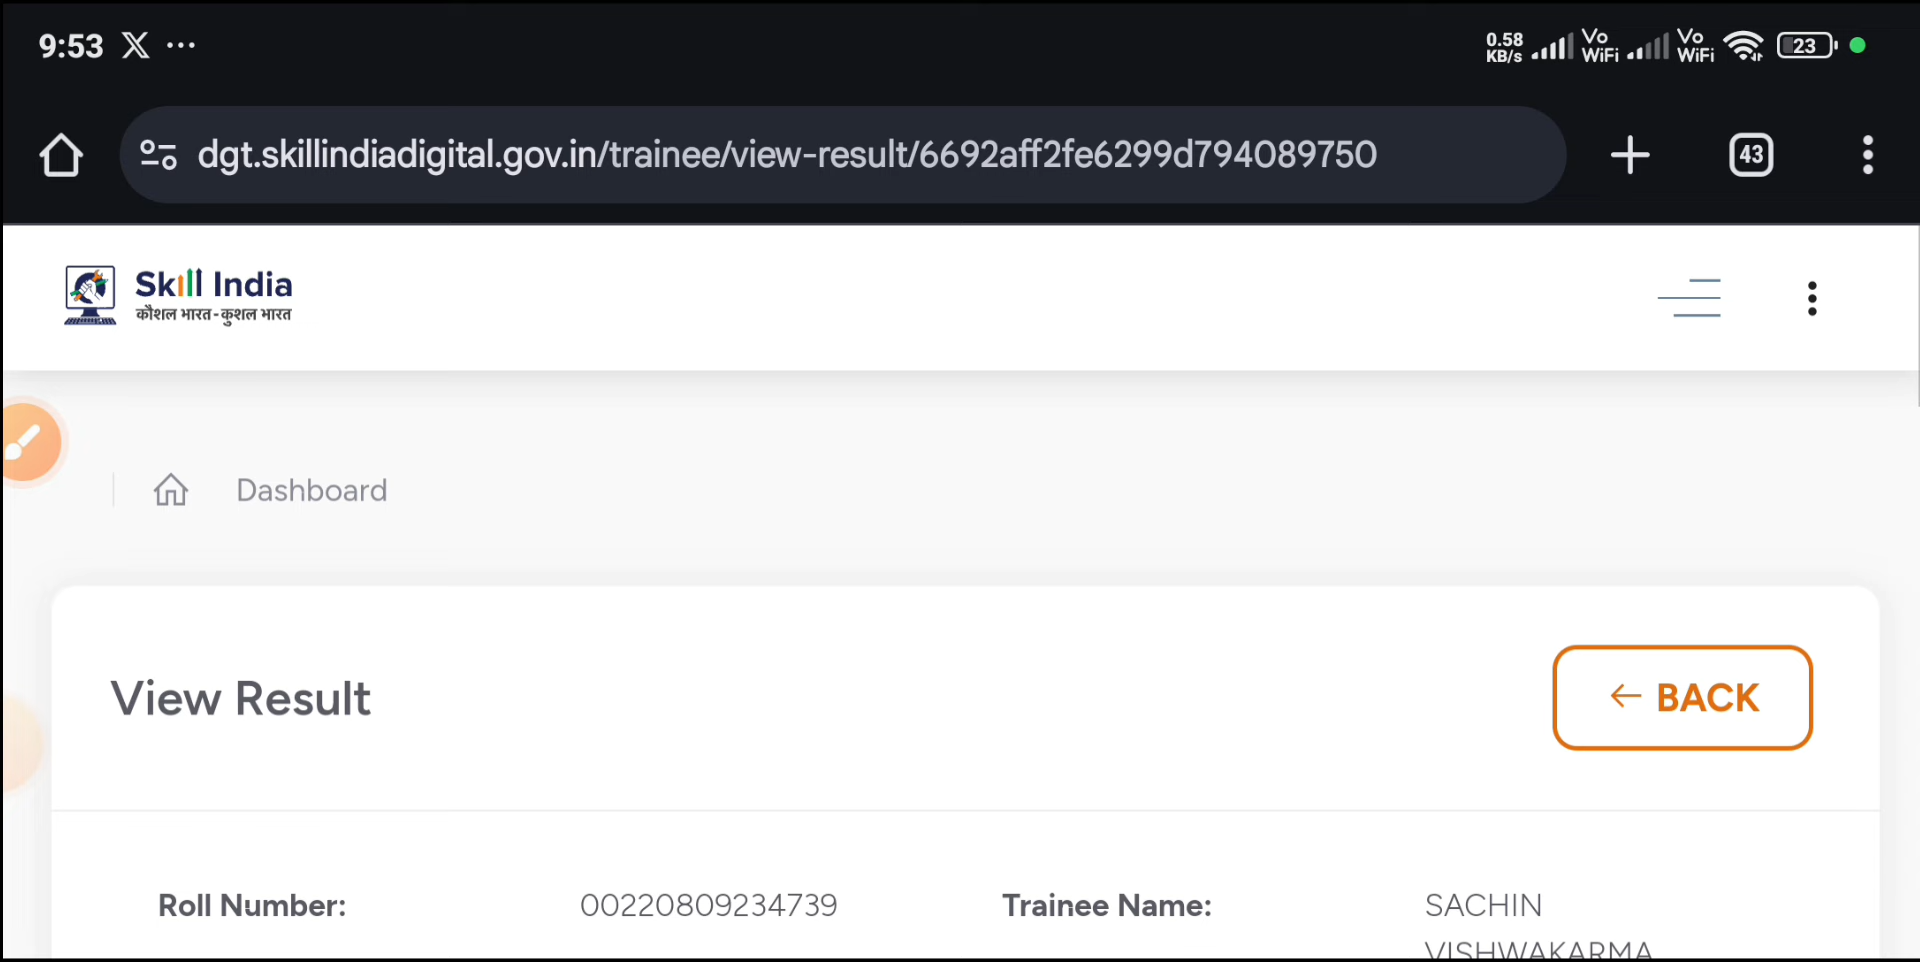 9:53 X ...
0.58 KB/s Vo WiFi Vo WiFi 23
dgt.skillindiadigital.gov.in/trainee/view-result/6692aff2fe6299d794089750
43
Skill India
कौशल भारत-कुशल भारत
Dashboard
View Result
← BACK
Roll Number: 00220809234739 Trainee Name: SACHIN
VISHWAKARMA